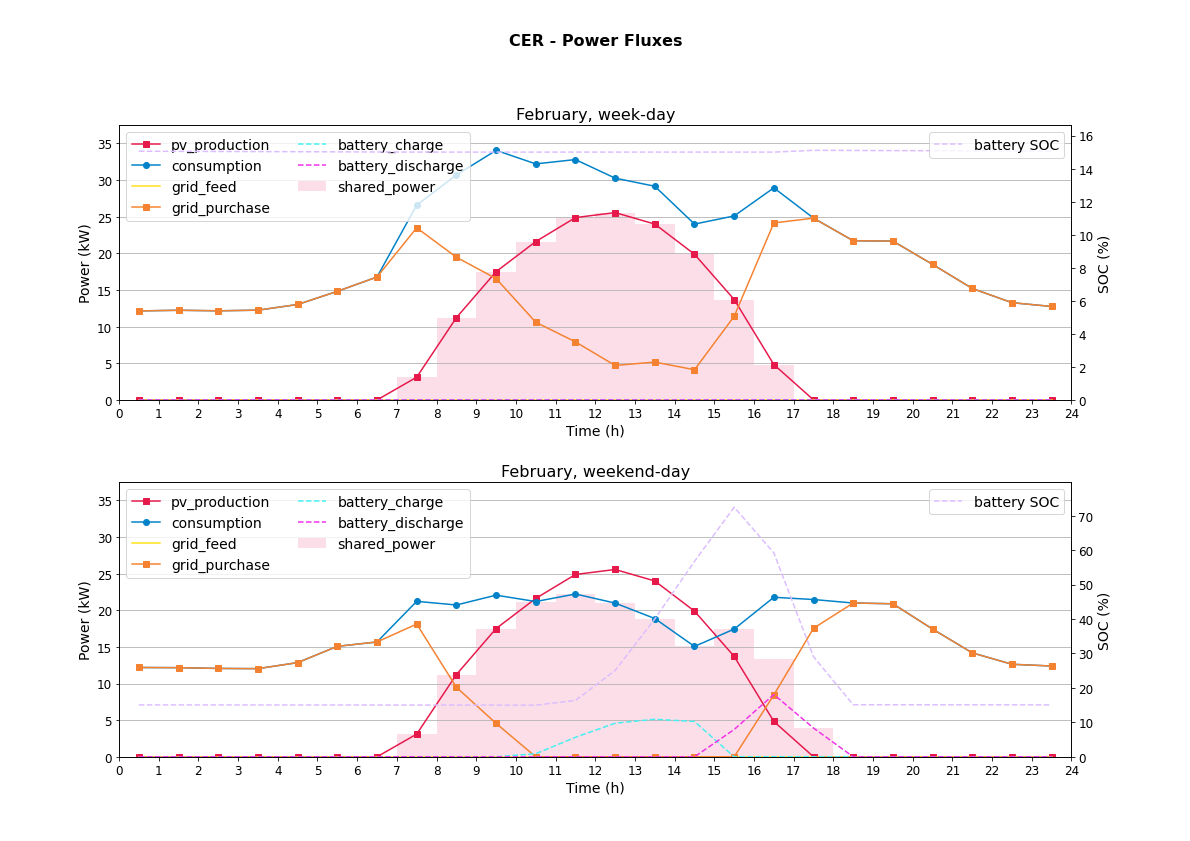 CER - Power Fluxes
February, week-day
pv_production
consumption
grid_feed
grid_purchase
battery_charge
battery_discharge
shared_power
battery SOC
Power (kW)
35
30
25
20
15
10
5
0
SOC (%)
16
14
12
10
8
6
4
2
0
0 1 2 3 4 5 6 7 8 9 10 11 12 13 14 15 16 17 18 19 20 21 22 23 24
Time (h)
February, weekend-day
pv_production
consumption
grid_feed
grid_purchase
battery_charge
battery_discharge
shared_power
battery SOC
Power (kW)
35
30
25
20
15
10
5
0
SOC (%)
70
60
50
40
30
20
10
0
0 1 2 3 4 5 6 7 8 9 10 11 12 13 14 15 16 17 18 19 20 21 22 23 24
Time (h)